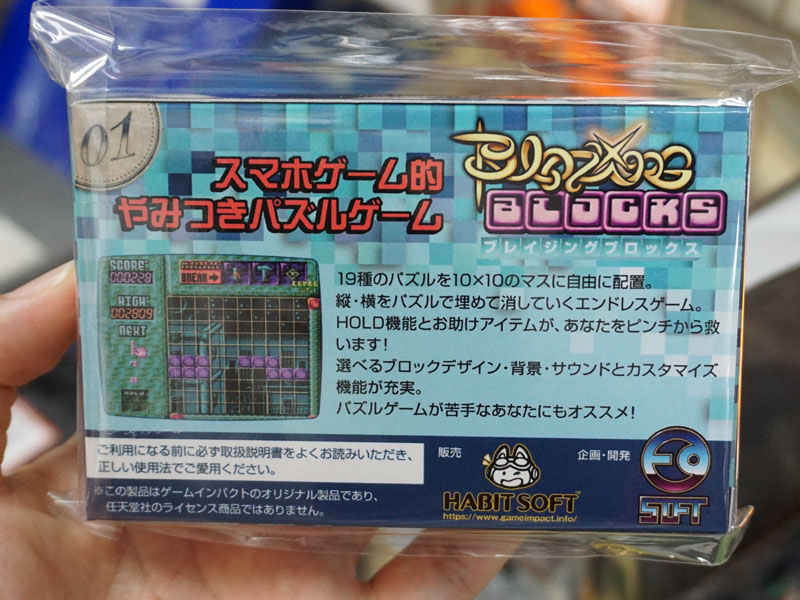 01
スマホゲーム的
やみつきパズルゲーム
BLAZING
BLOCKS
ブレイジングブロックス
SCORE
000228
HIGH
002809
NEXT
HOLD
BREAK
19種のパズルを10×10のマスに自由に配置。
縦・横をパズルで埋めて消していくエンドレスゲーム。
HOLD機能とお助けアイテムが、あなたをピンチから救
います!
選べるブロックデザイン・背景・サウンドとカスタマイズ
機能が充実。
パズルゲームが苦手なあなたにもオススメ!
ご利用になる前に必ず取扱説明書をよくお読みいただき、
正しい使用法でご愛用ください。
※この製品はゲームインパクトのオリジナル製品であり、
任天堂社のライセンス商品ではありません。
販売
HABIT SOFT
https://www.gameimpact.info/
企画・開発
SOFT